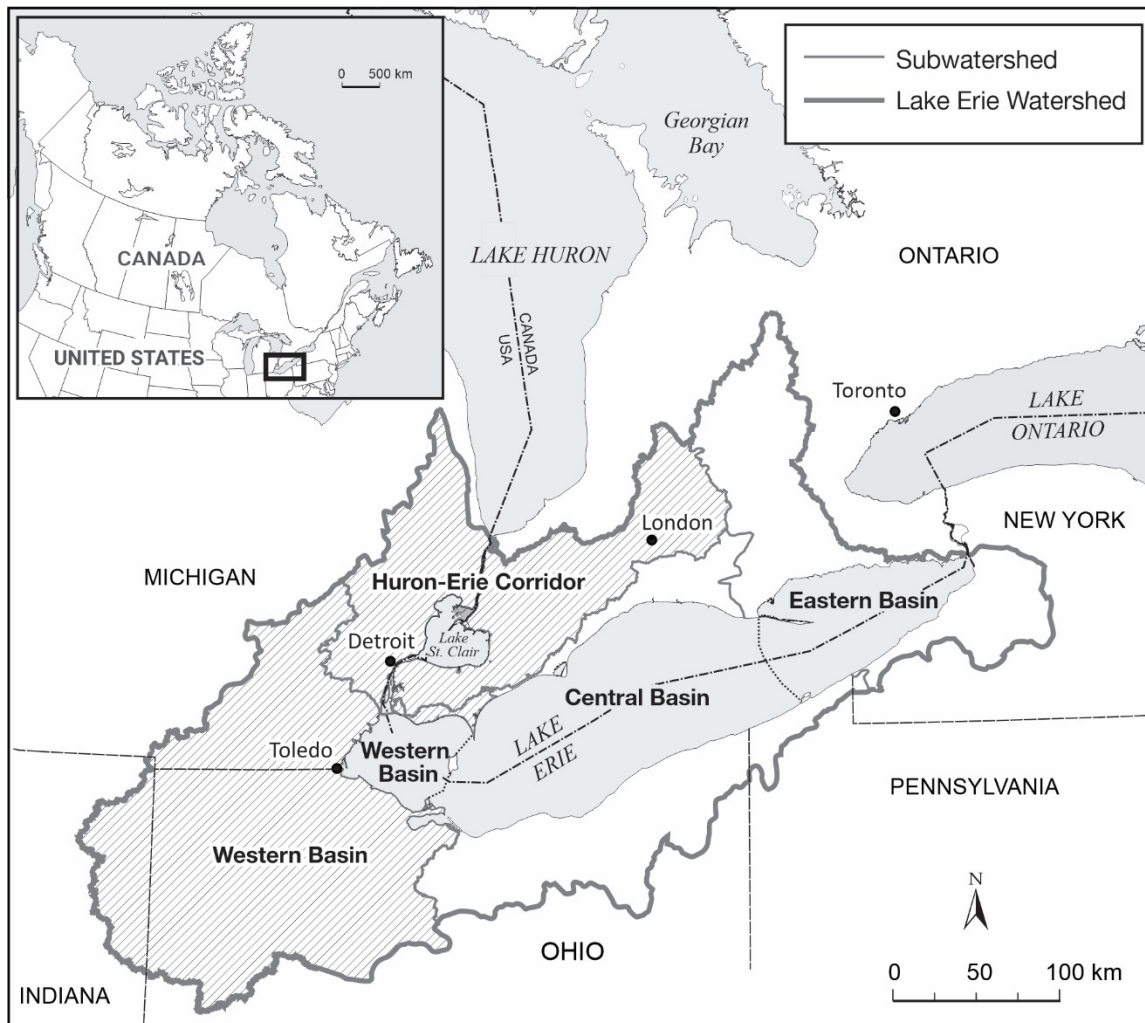 0 500 km
CANADA
UNITED STATES
Subwatershed
Lake Erie Watershed
Georgian
Bay
LAKE HURON
CANADA
USA
ONTARIO
Toronto
LAKE
ONTARIO
NEW YORK
London
MICHIGAN
Huron-Erie Corridor
Eastern Basin
Lake
St. Clair
Detroit
Central Basin
LAKE
ERIE
Toledo
Western
Basin
PENNSYLVANIA
Western Basin
N
OHIO
0 50 100 km
INDIANA